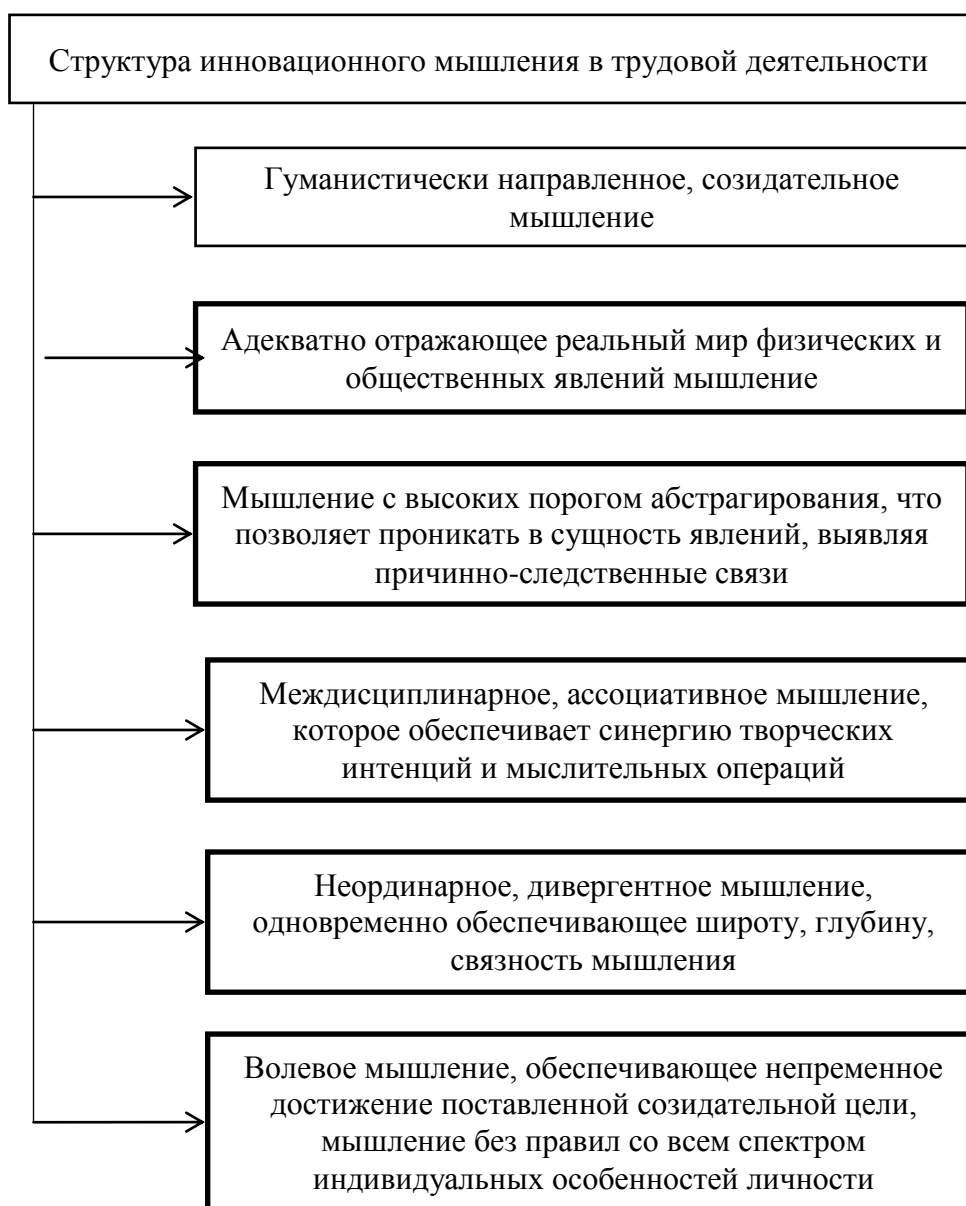 Структура инновационного мышления в трудовой деятельности
Гуманистически направленное, созидательное
мышление
Адекватно отражающее реальный мир физических и
общественных явлений мышление
Мышление с высоких порогом абстрагирования, что
позволяет проникать в сущность явлений, выявляя
причинно-следственные связи
Междисциплинарное, ассоциативное мышление,
которое обеспечивает синергию творческих
интенций и мыслительных операций
Неординарное, дивергентное мышление,
одновременно обеспечивающее широту, глубину,
связность мышления
Волевое мышление, обеспечивающее непременное
достижение поставленной созидательной цели,
мышление без правил со всем спектром
индивидуальных особенностей личности